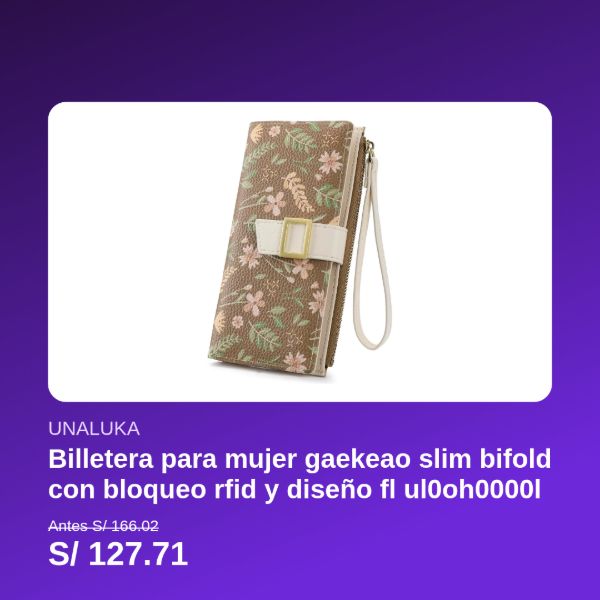 UNALUKA
Billetera para mujer gaekeao slim bifold
con bloqueo rfid y diseño fl ul0oh0000l
Antes S/ 166.02
S/ 127.71